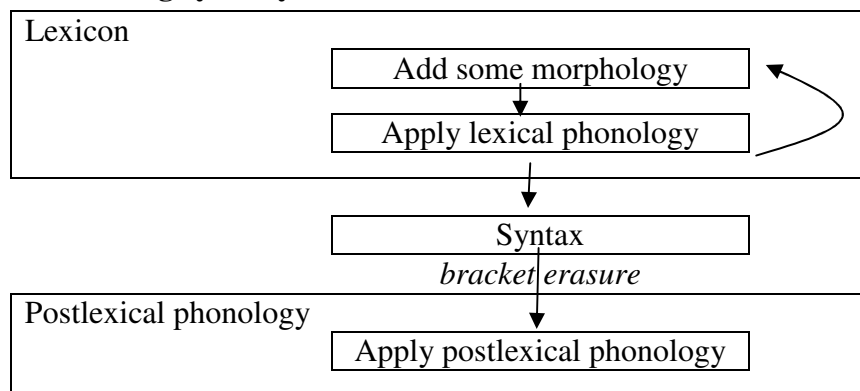 Lexicon
Add some morphology
Apply lexical phonology
Syntax
bracket erasure
Postlexical phonology
Apply postlexical phonology